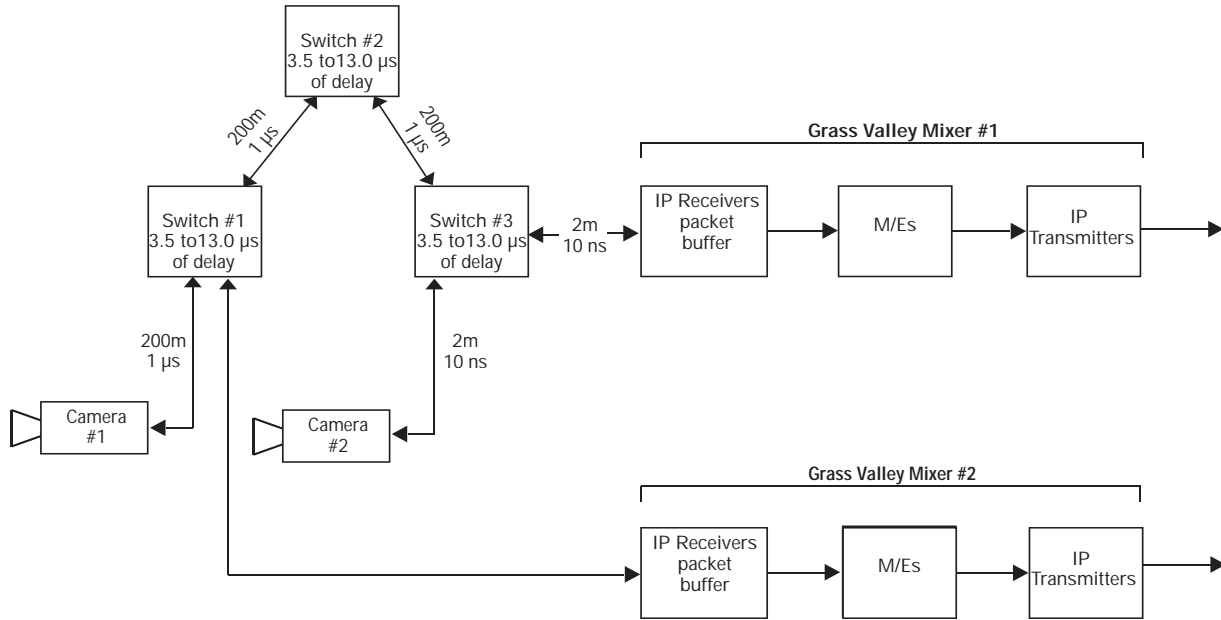 Switch #2
3.5 to13.0 µs
of delay
200m
1 µs
200m
1 µs
Grass Valley Mixer #1
Switch #1
3.5 to13.0 µs
of delay
Switch #3
3.5 to13.0 µs
of delay
2m
10 ns
IP Receivers
packet
buffer
M/Es
IP
Transmitters
200m
1 µs
2m
10 ns
Camera
#1
Camera
#2
Grass Valley Mixer #2
IP Receivers
packet
buffer
M/Es
IP
Transmitters